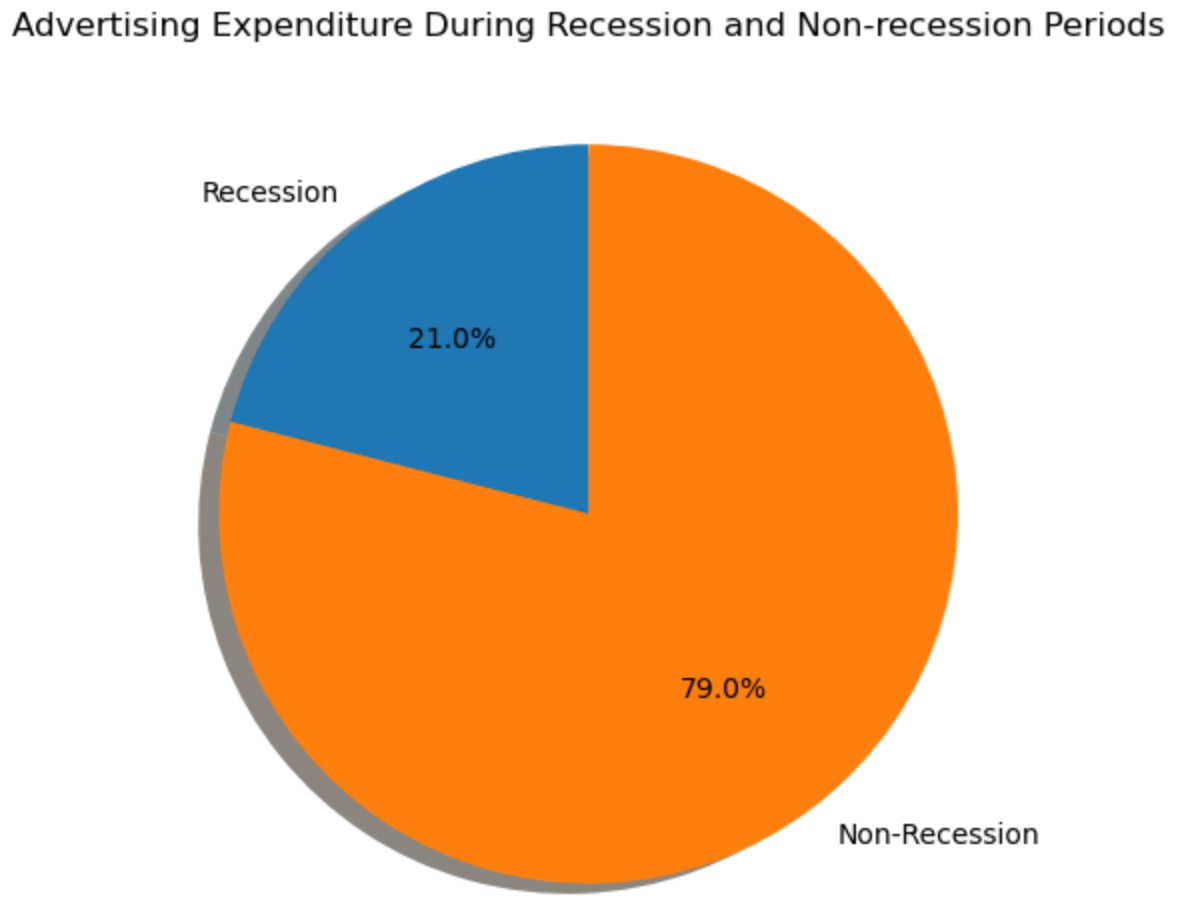 Advertising Expenditure During Recession and Non-recession Periods
Recession
21.0%
79.0%
Non-Recession